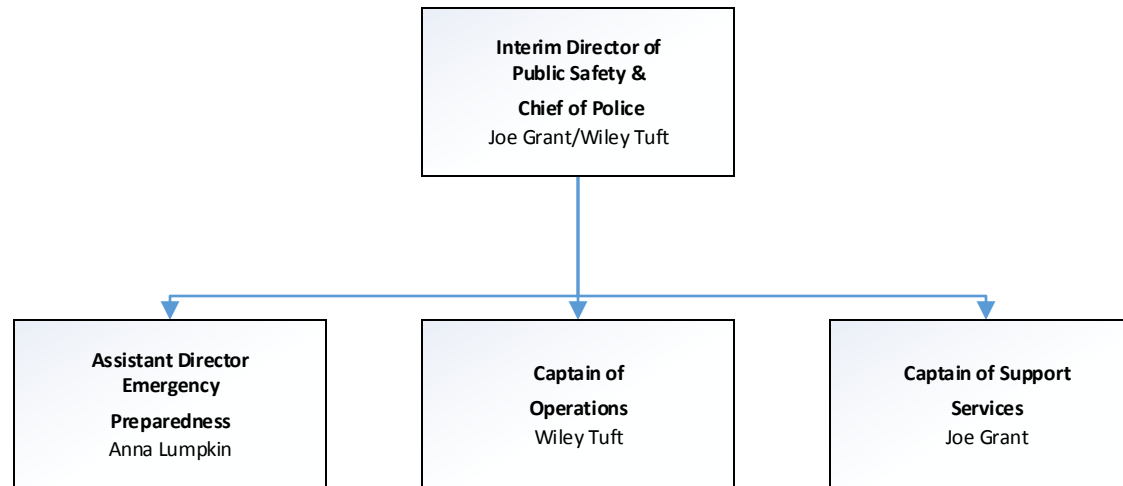 Interim Director of
Public Safety &
Chief of Police
Joe Grant/Wiley Tuft
Assistant Director
Emergency
Preparedness
Anna Lumpkin
Captain of
Operations
Wiley Tuft
Captain of Support
Services
Joe Grant